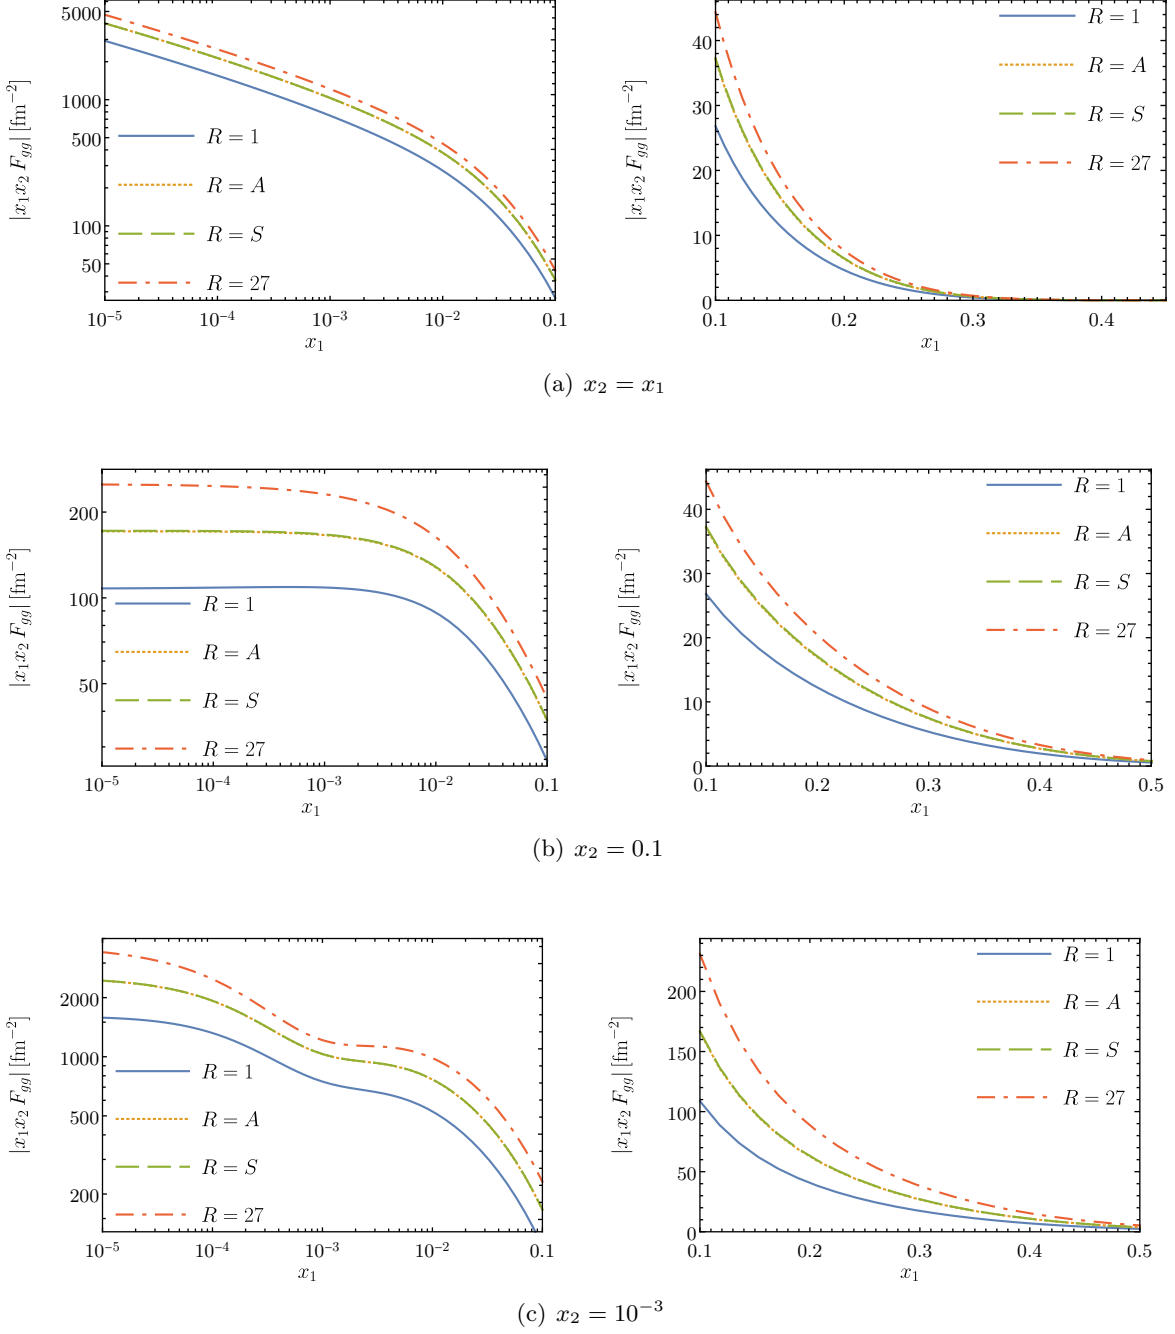 |x₁x₂ F_gg| [fm⁻²]
5000
1000
500
100
50
R = 1
R = A
R = S
R = 27
10⁻⁵
10⁻⁴
10⁻³
10⁻²
0.1
x₁
|x₁x₂ F_gg| [fm⁻²]
40
30
20
10
0
R = 1
R = A
R = S
R = 27
0.1
0.2
0.3
0.4
x₁
(a) x₂ = x₁
|x₁x₂ F_gg| [fm⁻²]
200
100
50
R = 1
R = A
R = S
R = 27
10⁻⁵
10⁻⁴
10⁻³
10⁻²
0.1
x₁
|x₁x₂ F_gg| [fm⁻²]
40
30
20
10
0
R = 1
R = A
R = S
R = 27
0.1
0.2
0.3
0.4
0.5
x₁
(b) x₂ = 0.1
|x₁x₂ F_gg| [fm⁻²]
2000
1000
500
200
R = 1
R = A
R = S
R = 27
10⁻⁵
10⁻⁴
10⁻³
10⁻²
0.1
x₁
|x₁x₂ F_gg| [fm⁻²]
200
150
100
50
0
R = 1
R = A
R = S
R = 27
0.1
0.2
0.3
0.4
0.5
x₁
(c) x₂ = 10⁻³